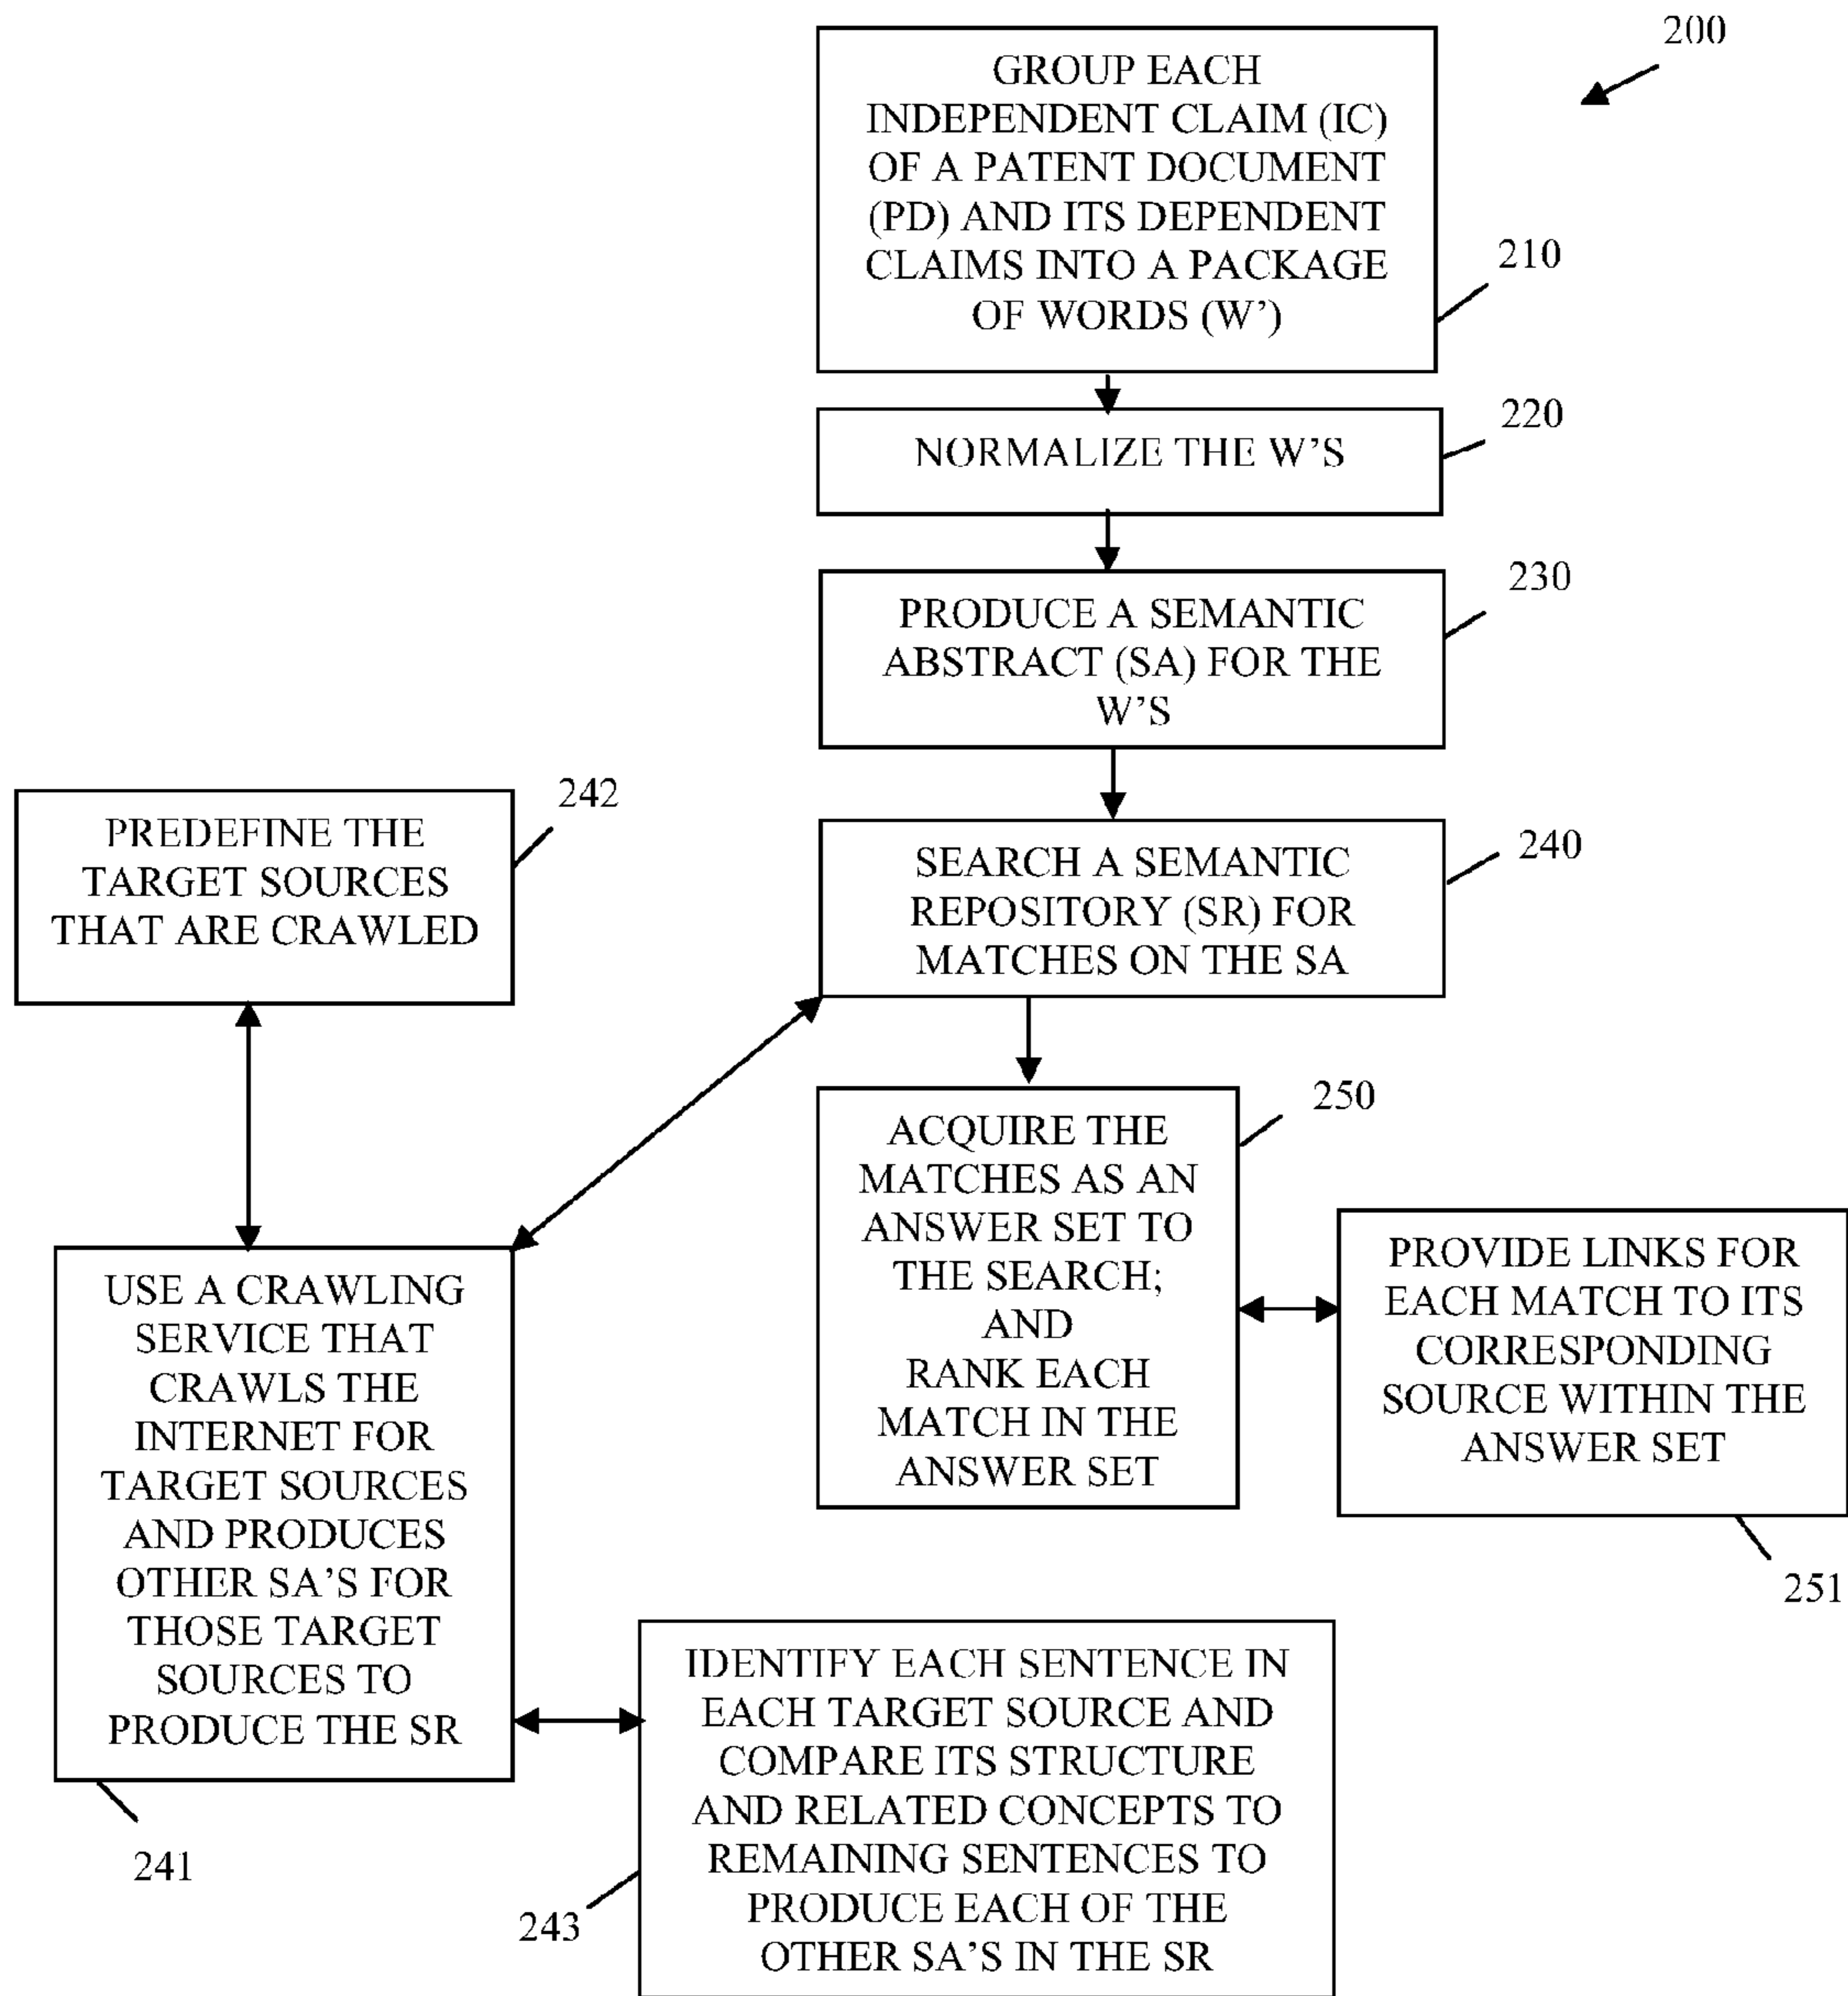 200
GROUP EACH
INDEPENDENT CLAIM (IC)
OF A PATENT DOCUMENT
(PD) AND ITS DEPENDENT
CLAIMS INTO A PACKAGE
OF WORDS (W')
210
NORMALIZE THE W'S
220
PRODUCE A SEMANTIC
ABSTRACT (SA) FOR THE
W'S
230
SEARCH A SEMANTIC
REPOSITORY (SR) FOR
MATCHES ON THE SA
240
PREDEFINE THE
TARGET SOURCES
THAT ARE CRAWLED
242
ACQUIRE THE
MATCHES AS AN
ANSWER SET TO
THE SEARCH;
AND
RANK EACH
MATCH IN THE
ANSWER SET
250
PROVIDE LINKS FOR
EACH MATCH TO ITS
CORRESPONDING
SOURCE WITHIN THE
ANSWER SET
251
USE A CRAWLING
SERVICE THAT
CRAWLS THE
INTERNET FOR
TARGET SOURCES
AND PRODUCES
OTHER SA'S FOR
THOSE TARGET
SOURCES TO
PRODUCE THE SR
241
IDENTIFY EACH SENTENCE IN
EACH TARGET SOURCE AND
COMPARE ITS STRUCTURE
AND RELATED CONCEPTS TO
REMAINING SENTENCES TO
PRODUCE EACH OF THE
OTHER SA'S IN THE SR
243